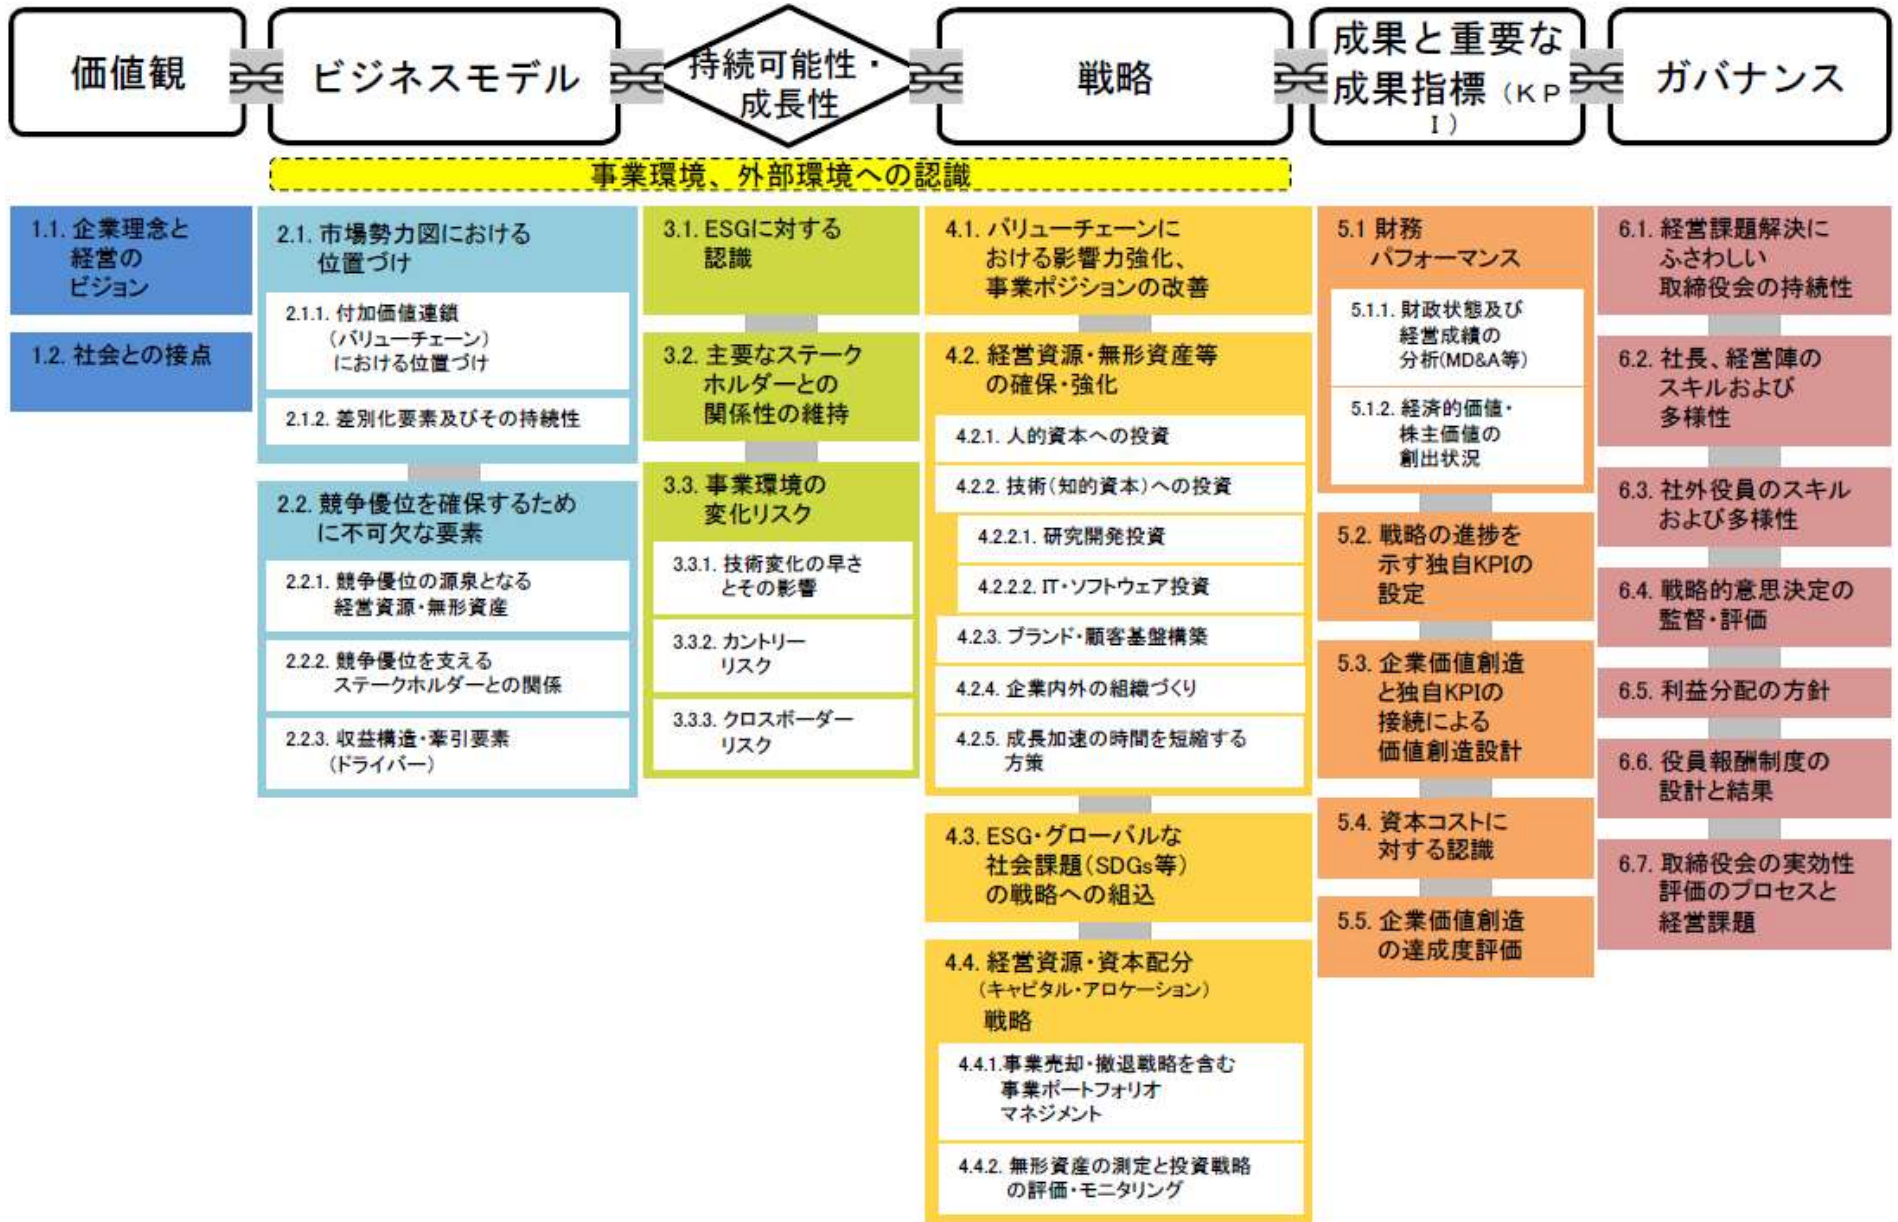 価値観
ビジネスモデル
持続可能性・
成長性
戦略
成果と重要な
成果指標（ＫＰ
Ｉ）
ガバナンス
事業環境、外部環境への認識
1.1. 企業理念と
経営の
ビジョン
1.2. 社会との接点
2.1. 市場勢力図における
位置づけ
2.1.1. 付加価値連鎖
（バリューチェーン）
における位置づけ
2.1.2. 差別化要素及びその持続性
2.2. 競争優位を確保するため
に不可欠な要素
2.2.1. 競争優位の源泉となる
経営資源・無形資産
2.2.2. 競争優位を支える
ステークホルダーとの関係
2.2.3. 収益構造・牽引要素
（ドライバー）
3.1. ESGに対する
認識
3.2. 主要なステーク
ホルダーとの
関係性の維持
3.3. 事業環境の
変化リスク
3.3.1. 技術変化の早さ
とその影響
3.3.2. カントリー
リスク
3.3.3. クロスボーダー
リスク
4.1. バリューチェーンに
おける影響力強化、
事業ポジションの改善
4.2. 経営資源・無形資産等
の確保・強化
4.2.1. 人的資本への投資
4.2.2. 技術（知的資本）への投資
4.2.2.1. 研究開発投資
4.2.2.2. IT・ソフトウェア投資
4.2.3. ブランド・顧客基盤構築
4.2.4. 企業内外の組織づくり
4.2.5. 成長加速の時間を短縮する
方策
4.3. ESG・グローバルな
社会課題（SDGs等）
の戦略への組込
4.4. 経営資源・資本配分
（キャピタル・アロケーション）
戦略
4.4.1.事業売却・撤退戦略を含む
事業ポートフォリオ
マネジメント
4.4.2. 無形資産の測定と投資戦略
の評価・モニタリング
5.1 財務
パフォーマンス
5.1.1. 財政状態及び
経営成績の
分析(MD&A等)
5.1.2. 経済的価値・
株主価値の
創出状況
5.2. 戦略の進捗を
示す独自KPIの
設定
5.3. 企業価値創造
と独自KPIの
接続による
価値創造設計
5.4. 資本コストに
対する認識
5.5. 企業価値創造
の達成度評価
6.1. 経営課題解決に
ふさわしい
取締役会の持続性
6.2. 社長、経営陣の
スキルおよび
多様性
6.3. 社外役員のスキル
および多様性
6.4. 戦略的意思決定の
監督・評価
6.5. 利益分配の方針
6.6. 役員報酬制度の
設計と結果
6.7. 取締役会の実効性
評価のプロセスと
経営課題